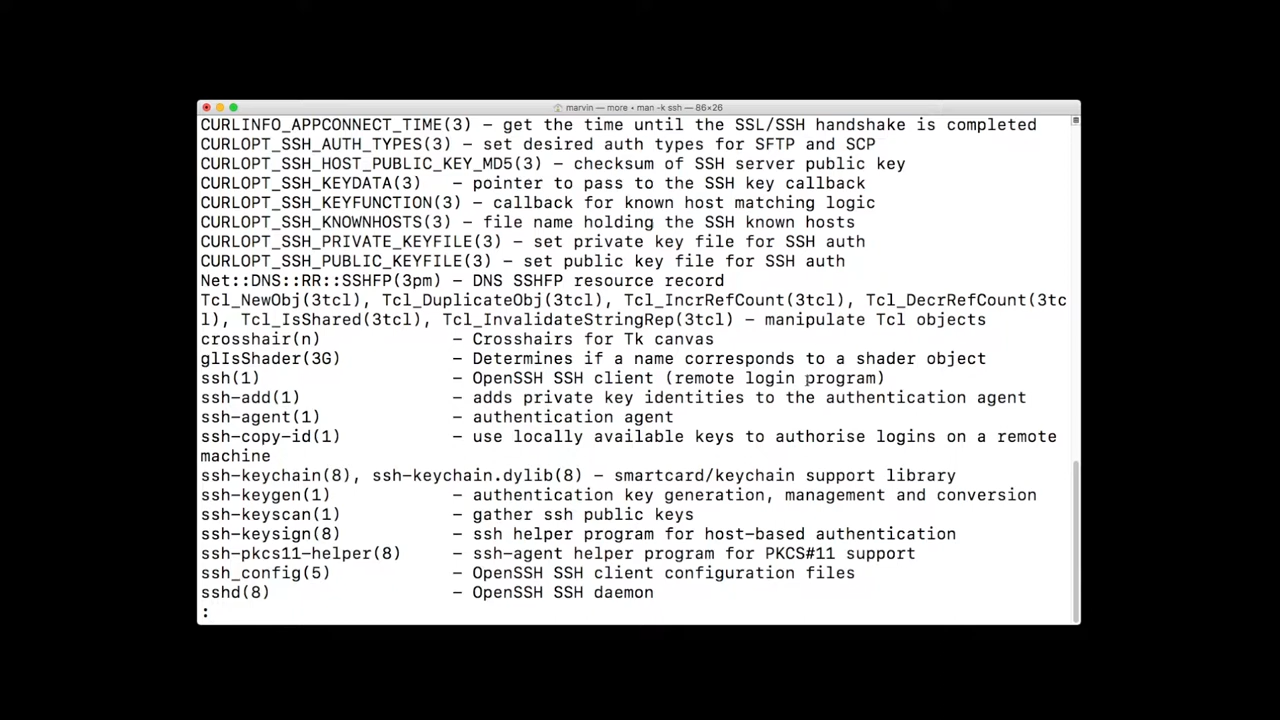 marvin — more • man -k ssh — 86×26
CURLINFO_APPCONNECT_TIME(3) - get the time until the SSL/SSH handshake is completed
CURLOPT_SSH_AUTH_TYPES(3) - set desired auth types for SFTP and SCP
CURLOPT_SSH_HOST_PUBLIC_KEY_MD5(3) - checksum of SSH server public key
CURLOPT_SSH_KEYDATA(3)   - pointer to pass to the SSH key callback
CURLOPT_SSH_KEYFUNCTION(3) - callback for known host matching logic
CURLOPT_SSH_KNOWNHOSTS(3) - file name holding the SSH known hosts
CURLOPT_SSH_PRIVATE_KEYFILE(3) - set private key file for SSH auth
CURLOPT_SSH_PUBLIC_KEYFILE(3) - set public key file for SSH auth
Net::DNS::RR::SSHFP(3pm) - DNS SSHFP resource record
Tcl_NewObj(3tcl), Tcl_DuplicateObj(3tcl), Tcl_IncrRefCount(3tcl), Tcl_DecrRefCount(3tc
l), Tcl_IsShared(3tcl), Tcl_InvalidateStringRep(3tcl) - manipulate Tcl objects
crosshair(n)             - Crosshairs for Tk canvas
glIsShader(3G)           - Determines if a name corresponds to a shader object
ssh(1)                   - OpenSSH SSH client (remote login program)
ssh-add(1)               - adds private key identities to the authentication agent
ssh-agent(1)             - authentication agent
ssh-copy-id(1)           - use locally available keys to authorise logins on a remote
machine
ssh-keychain(8), ssh-keychain.dylib(8) - smartcard/keychain support library
ssh-keygen(1)            - authentication key generation, management and conversion
ssh-keyscan(1)           - gather ssh public keys
ssh-keysign(8)           - ssh helper program for host-based authentication
ssh-pkcs11-helper(8)     - ssh-agent helper program for PKCS#11 support
ssh_config(5)            - OpenSSH SSH client configuration files
sshd(8)                  - OpenSSH SSH daemon
: